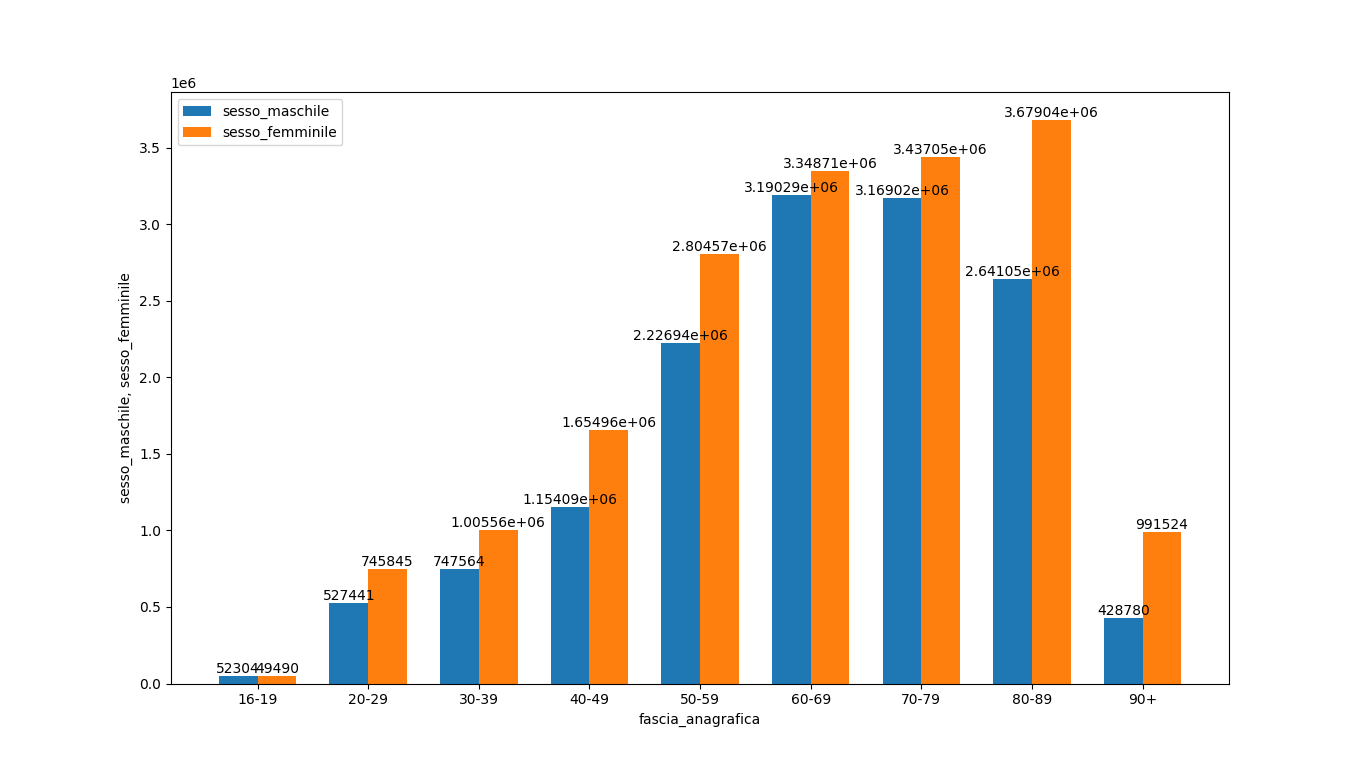 1e6
sesso_maschile
sesso_femminile
3.5
3.0
2.5
2.0
1.5
1.0
0.5
0.0
sesso_maschile, sesso_femminile
52304
49490
527441
745845
747564
1.00556e+06
1.15409e+06
1.65496e+06
2.22694e+06
2.80457e+06
3.19029e+06
3.34871e+06
3.16902e+06
3.43705e+06
2.64105e+06
3.67904e+06
428780
991524
16-19 20-29 30-39 40-49 50-59 60-69 70-79 80-89 90+
fascia_anagrafica